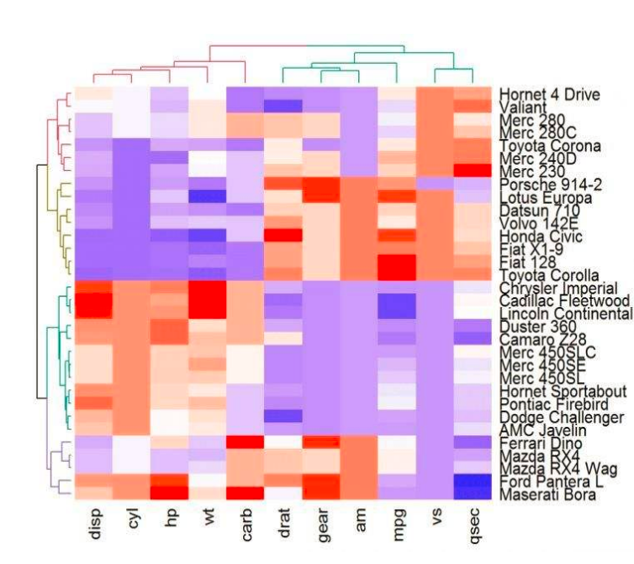 Hornet 4 Drive
Valiant
Merc 280
Merc 280C
Toyota Corona
Merc 240D
Merc 230
Porsche 914-2
Lotus Europa
Datsun 710
Volvo 142E
Honda Civic
Fiat X1-9
Fiat 128
Toyota Corolla
Chrysler Imperial
Cadillac Fleetwood
Lincoln Continental
Duster 360
Camaro Z28
Merc 450SLC
Merc 450SE
Merc 450SL
Hornet Sportabout
Pontiac Firebird
Dodge Challenger
AMC Javelin
Ferrari Dino
Mazda RX4
Mazda RX4 Wag
Ford Pantera L
Maserati Bora
disp
cyl
hp
wt
carb
drat
gear
am
mpg
vs
qsec